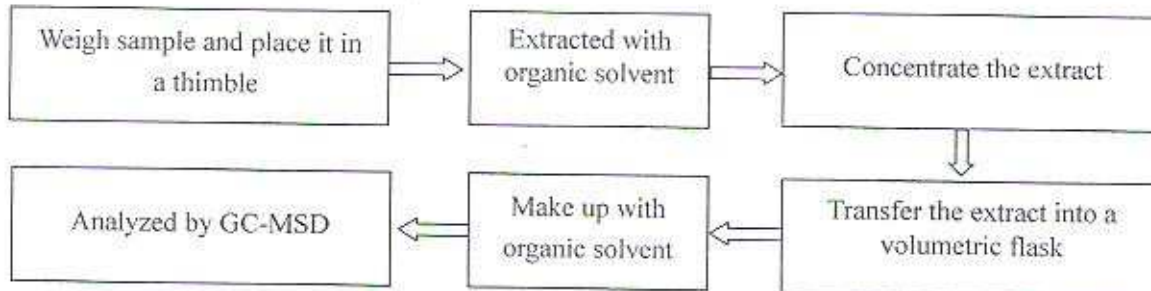 Weigh sample and place it in
a thimble
Extracted with
organic solvent
Concentrate the extract
Transfer the extract into a
volumetric flask
Make up with
organic solvent
Analyzed by GC-MSD